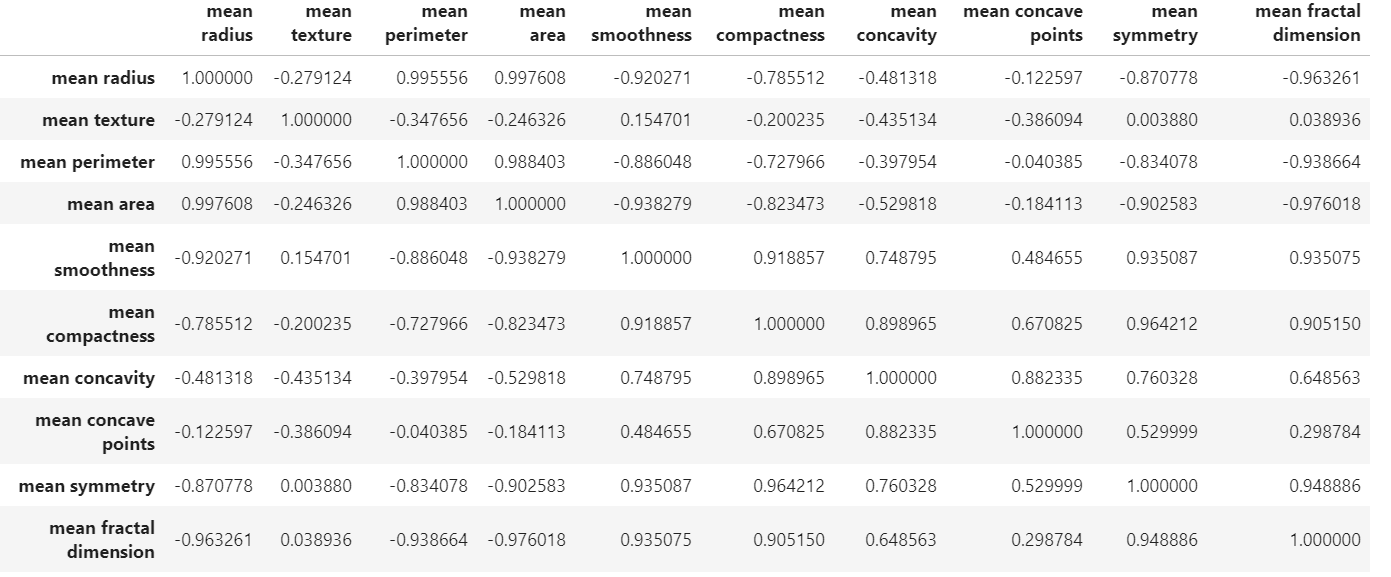 mean mean mean mean mean mean mean mean concave mean mean fractal
radius texture perimeter area smoothness compactness concavity points symmetry dimension
mean radius 1.000000 -0.279124 0.995556 0.997608 -0.920271 -0.785512 -0.481318 -0.122597 -0.870778 -0.963261
mean texture -0.279124 1.000000 -0.347656 -0.246326 0.154701 -0.200235 -0.435134 -0.386094 0.003880 0.038936
mean perimeter 0.995556 -0.347656 1.000000 0.988403 -0.886048 -0.727966 -0.397954 -0.040385 -0.834078 -0.938664
mean area 0.997608 -0.246326 0.988403 1.000000 -0.938279 -0.823473 -0.529818 -0.184113 -0.902583 -0.976018
mean
smoothness -0.920271 0.154701 -0.886048 -0.938279 1.000000 0.918857 0.748795 0.484655 0.935087 0.935075
mean
compactness -0.785512 -0.200235 -0.727966 -0.823473 0.918857 1.000000 0.898965 0.670825 0.964212 0.905150
mean concavity -0.481318 -0.435134 -0.397954 -0.529818 0.748795 0.898965 1.000000 0.882335 0.760328 0.648563
mean concave
points -0.122597 -0.386094 -0.040385 -0.184113 0.484655 0.670825 0.882335 1.000000 0.529999 0.298784
mean symmetry -0.870778 0.003880 -0.834078 -0.902583 0.935087 0.964212 0.760328 0.529999 1.000000 0.948886
mean fractal
dimension -0.963261 0.038936 -0.938664 -0.976018 0.935075 0.905150 0.648563 0.298784 0.948886 1.000000